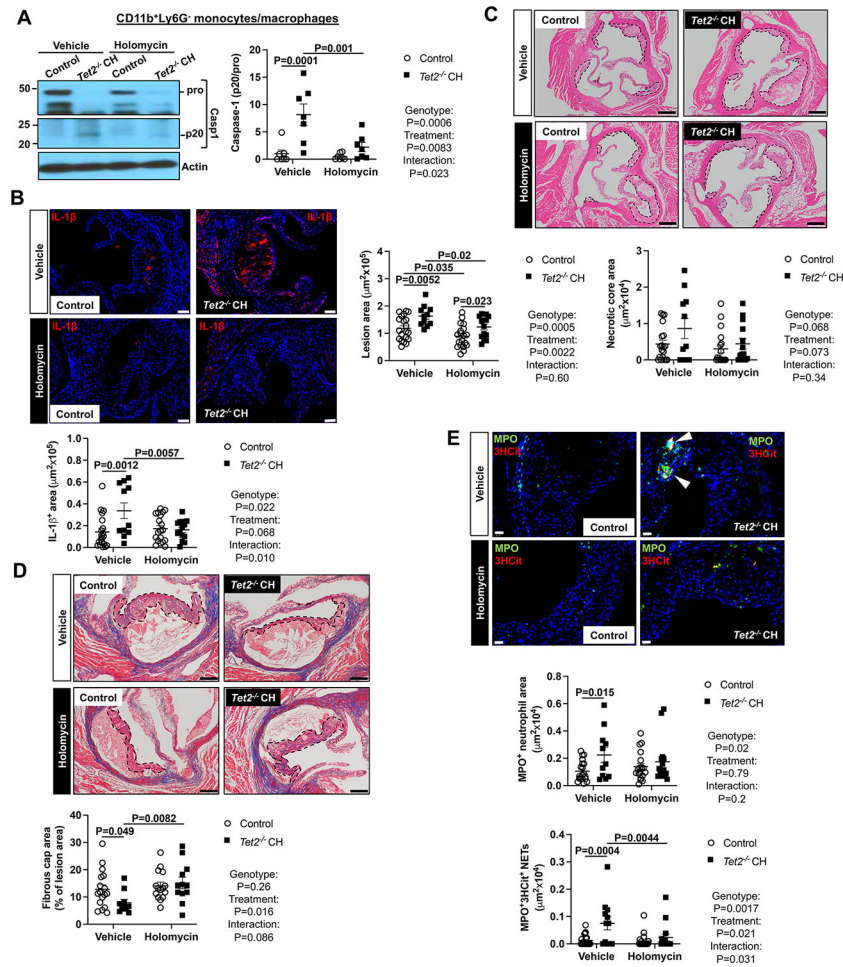 A
CD11b⁺Ly6G⁻ monocytes/macrophages
Vehicle Holomycin
Control Tet2⁻/⁻ CH Control Tet2⁻/⁻ CH
50
pro
25
20
p20
Casp1
Actin
Caspase-1 (p20/pro)
20
15
10
5
0
P=0.001
P=0.0001
Vehicle Holomycin
Control
Tet2⁻/⁻ CH
Genotype:
P=0.0006
Treatment:
P=0.0083
Interaction:
P=0.023
B
Vehicle
Holomycin
IL-1β
Control
IL-1β
Tet2⁻/⁻ CH
IL-1β
Control
IL-1β
Tet2⁻/⁻ CH
IL-1β⁺ area (μm²x10⁵)
1.0
0.8
0.6
0.4
0.2
0.0
P=0.0057
P=0.0012
Vehicle Holomycin
Control
Tet2⁻/⁻ CH
Genotype:
P=0.022
Treatment:
P=0.068
Interaction:
P=0.010
C
Vehicle
Holomycin
Control
Tet2⁻/⁻ CH
Control
Tet2⁻/⁻ CH
Lesion area (μm²x10⁵)
5
4
3
2
1
0
P=0.02
P=0.035
P=0.0052
P=0.023
Vehicle Holomycin
Control
Tet2⁻/⁻ CH
Genotype:
P=0.0005
Treatment:
P=0.0022
Interaction:
P=0.60
Necrotic core area
(μm²x10⁴)
3
2
1
0
Vehicle Holomycin
Control
Tet2⁻/⁻ CH
Genotype:
P=0.068
Treatment:
P=0.073
Interaction:
P=0.34
D
Vehicle
Holomycin
Control
Tet2⁻/⁻ CH
Control
Tet2⁻/⁻ CH
Fibrous cap area
(% of lesion area)
40
30
20
10
0
P=0.0082
P=0.049
Vehicle Holomycin
Control
Tet2⁻/⁻ CH
Genotype:
P=0.26
Treatment:
P=0.016
Interaction:
P=0.086
E
Vehicle
Holomycin
MPO
3HCit
Control
MPO
3HCit
Tet2⁻/⁻ CH
MPO
3HCit
Control
MPO
3HCit
Tet2⁻/⁻ CH
MPO⁺ neutrophil area
(μm²x10⁴)
0.8
0.6
0.4
0.2
0.0
P=0.015
Vehicle Holomycin
Control
Tet2⁻/⁻ CH
Genotype:
P=0.02
Treatment:
P=0.79
Interaction:
P=0.2
MPO⁺3HCit⁺ NETs
(μm²x10⁴)
0.4
0.3
0.2
0.1
0.0
P=0.0044
P=0.0004
Vehicle Holomycin
Control
Tet2⁻/⁻ CH
Genotype:
P=0.0017
Treatment:
P=0.021
Interaction:
P=0.031